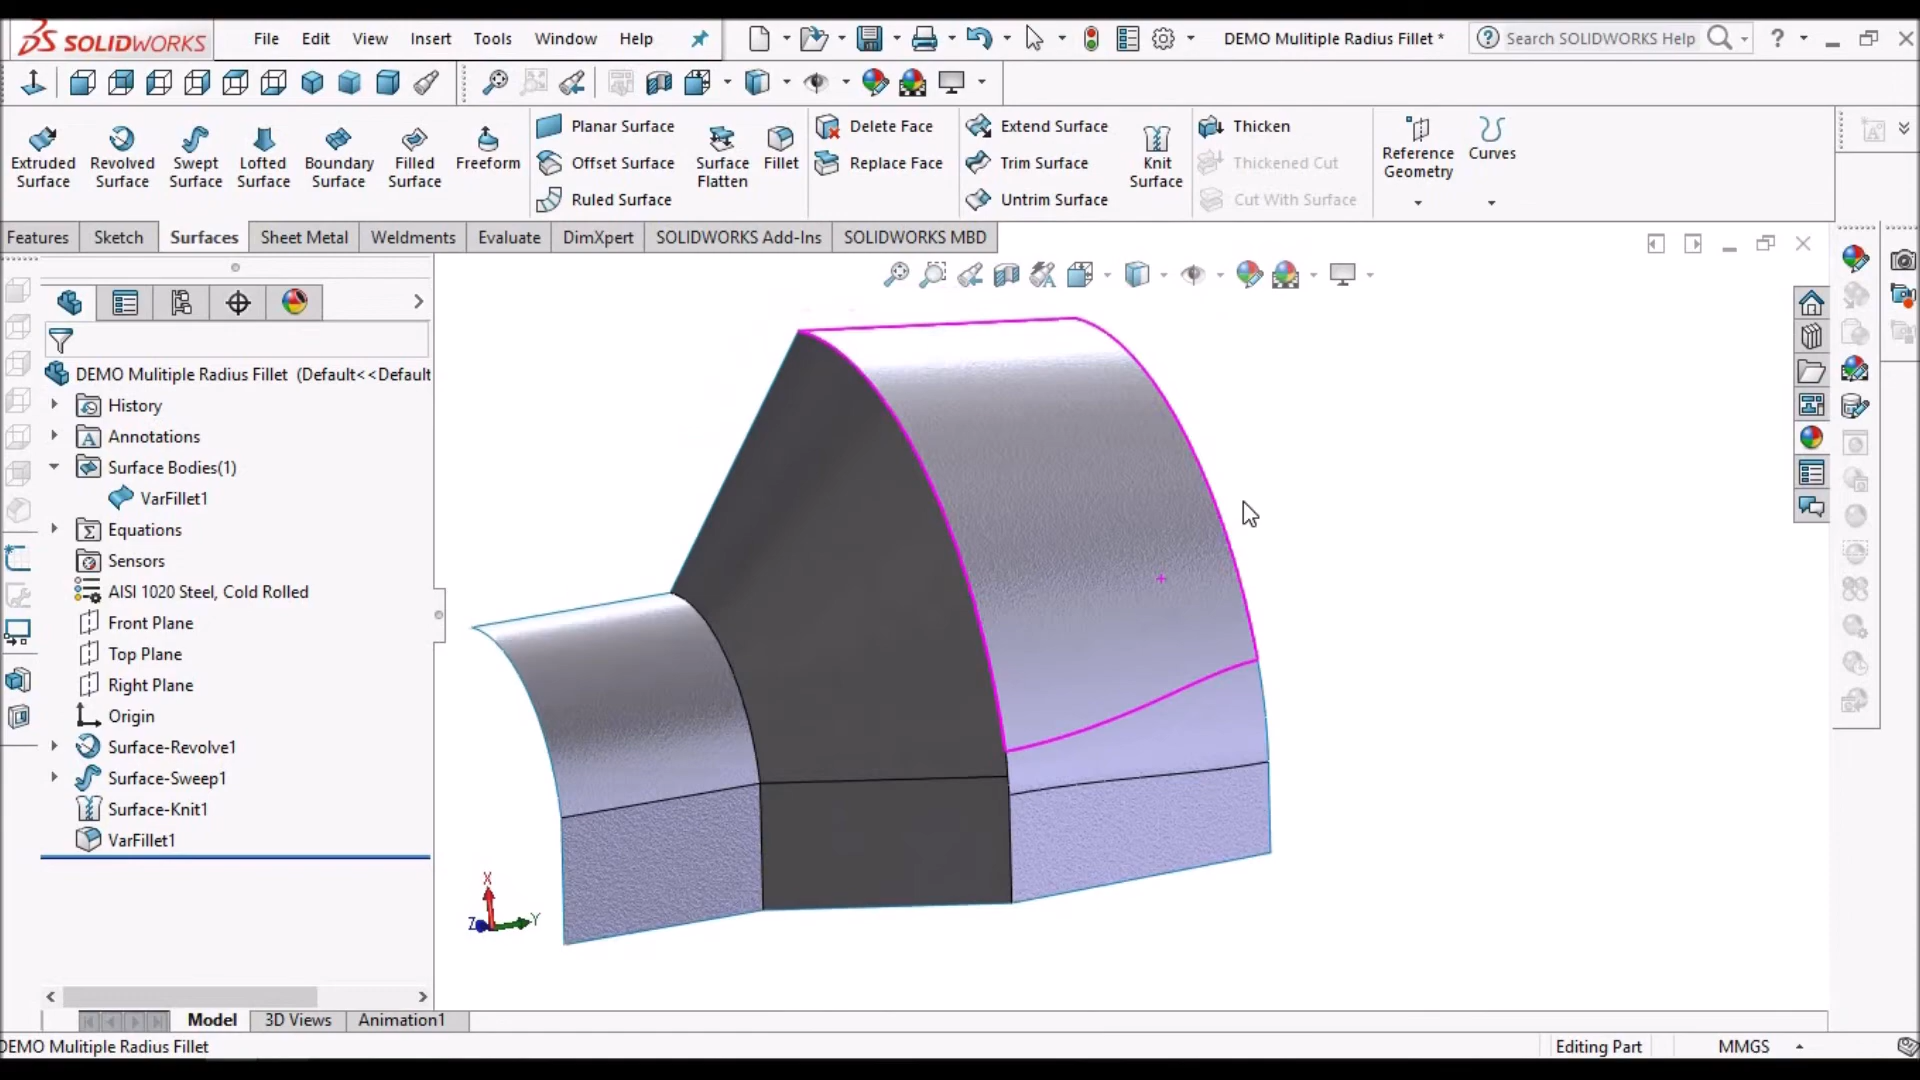 SOLIDWORKS File Edit View Insert Tools Window Help DEMO Mulitiple Radius Fillet * Search SOLIDWORKS Help
Extruded Surface
Revolved Surface
Swept Surface
Lofted Surface
Boundary Surface
Filled Surface
Freeform
Planar Surface
Offset Surface
Ruled Surface
Surface Flatten
Fillet
Delete Face
Replace Face
Extend Surface
Trim Surface
Untrim Surface
Knit Surface
Thicken
Thickened Cut
Cut With Surface
Reference Geometry
Curves
Features Sketch Surfaces Sheet Metal Weldments Evaluate DimXpert SOLIDWORKS Add-Ins SOLIDWORKS MBD
DEMO Mulitiple Radius Fillet (Default<<Default
History
Annotations
Surface Bodies(1)
VarFillet1
Equations
Sensors
AISI 1020 Steel, Cold Rolled
Front Plane
Top Plane
Right Plane
Origin
Surface-Revolve1
Surface-Sweep1
Surface-Knit1
VarFillet1
X
Z Y
Model 3D Views Animation1
DEMO Mulitiple Radius Fillet Editing Part MMGS